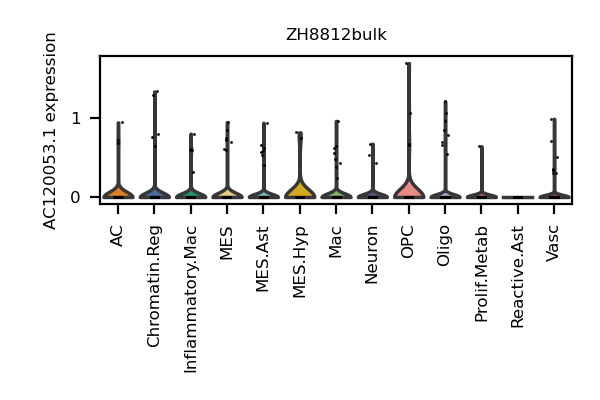 ZH8812bulk
AC120053.1 expression
1
0
AC
Chromatin.Reg
Inflammatory.Mac
MES
MES.Ast
MES.Hyp
Mac
Neuron
OPC
Oligo
Prolif.Metab
Reactive.Ast
Vasc